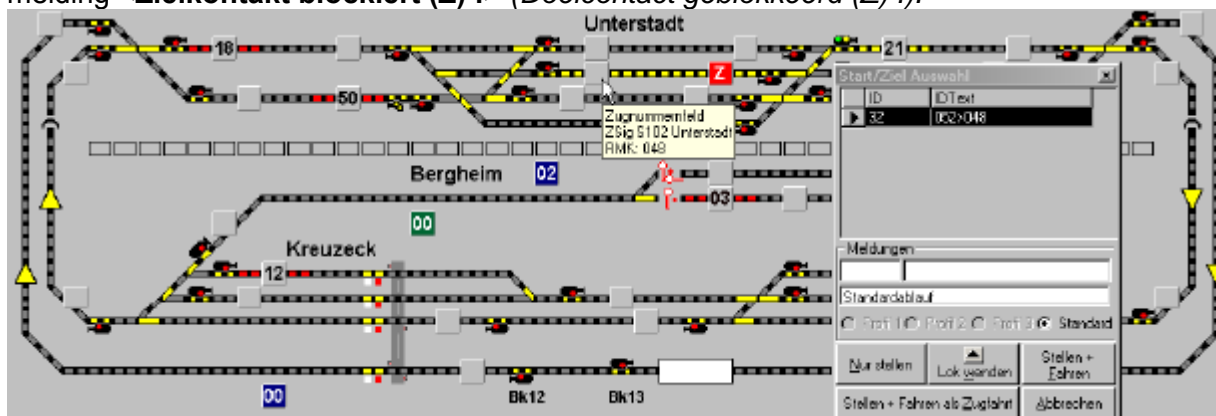 melding "Zielkontakt blockiert (Z)!" (Doelcontact geblokkeerd (Z)!).
Unterstadt
18
21
Z
50
Zugnummernfeld
ZSig S102 Unterstadt
RMK: 048
Start/Ziel Auswahl
ID IDText
32 052>048
Bergheim 02
03
00
Kreuzeck
12
Meldungen
Standardablauf
Profi 1 Profi 2 Profi 3 Standard
Nur stellen
Lok wenden
Stellen +
Fahren
00
Bk12
Bk13
Stellen + Fahren als Zugfahrt
Abbrechen